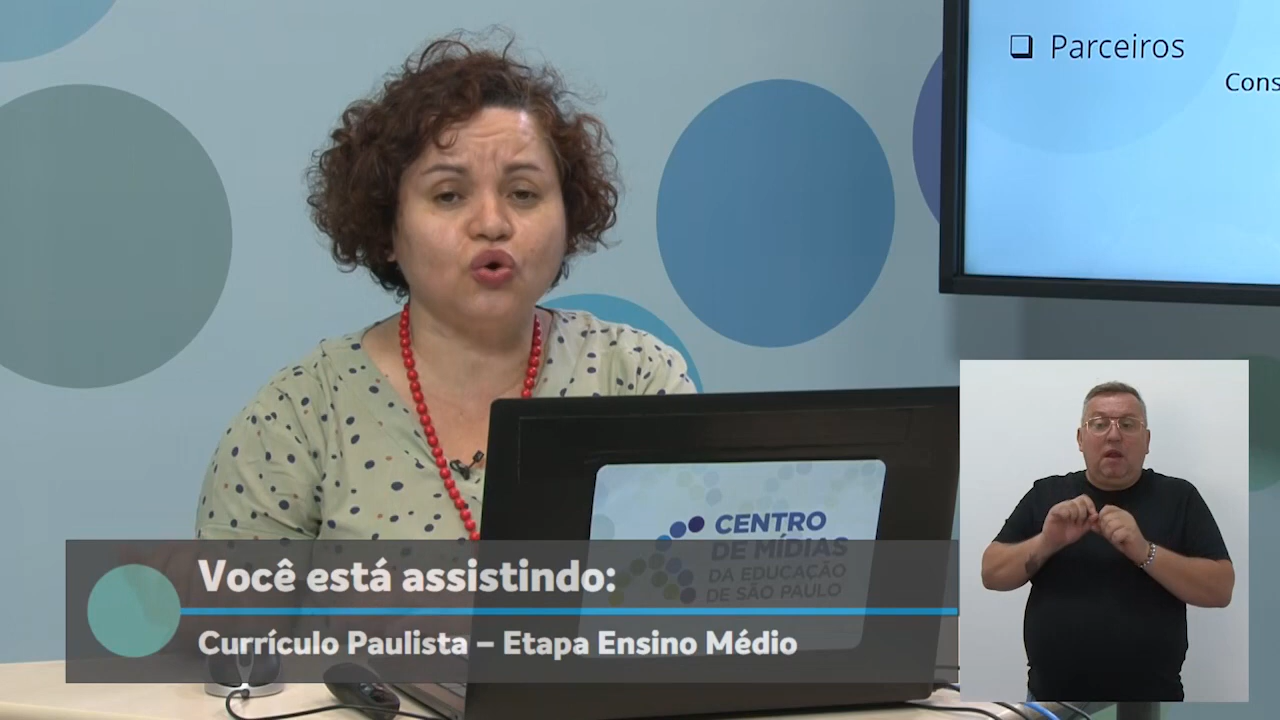 ❑ Parceiros
Cons
CENTRO
DE MÍDIAS
DA EDUCAÇÃO
DE SÃO PAULO
Você está assistindo:
Currículo Paulista – Etapa Ensino Médio